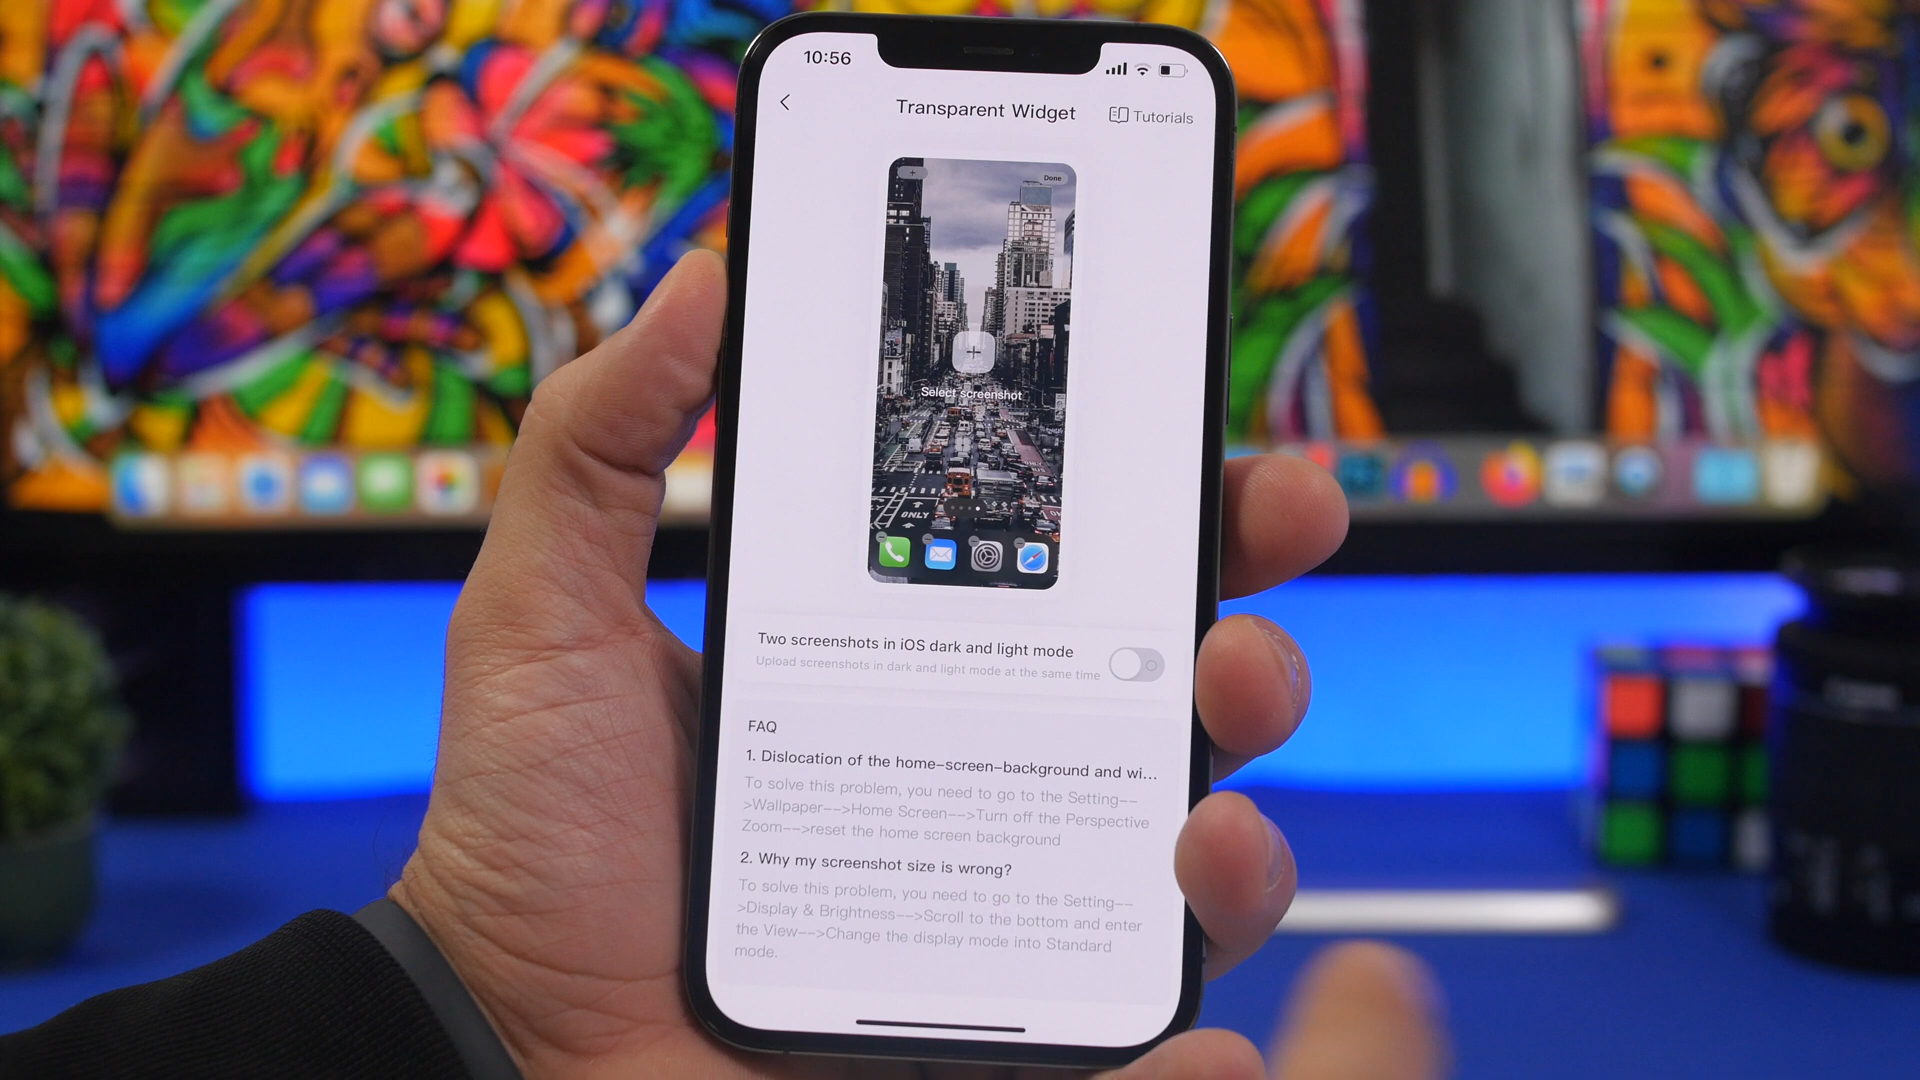 10:56
Transparent Widget
Tutorials
+
Done
+
Select screenshot
ONLY
Two screenshots in iOS dark and light mode
Upload screenshots in dark and light mode at the same time
FAQ
1. Dislocation of the home-screen-background and wi...
To solve this problem, you need to go to the Setting--
>Wallpaper-->Home Screen-->Turn off the Perspective
Zoom-->reset the home screen background
2. Why my screenshot size is wrong?
To solve this problem, you need to go to the Setting--
>Display & Brightness-->Scroll to the bottom and enter
the View-->Change the display mode into Standard
mode.